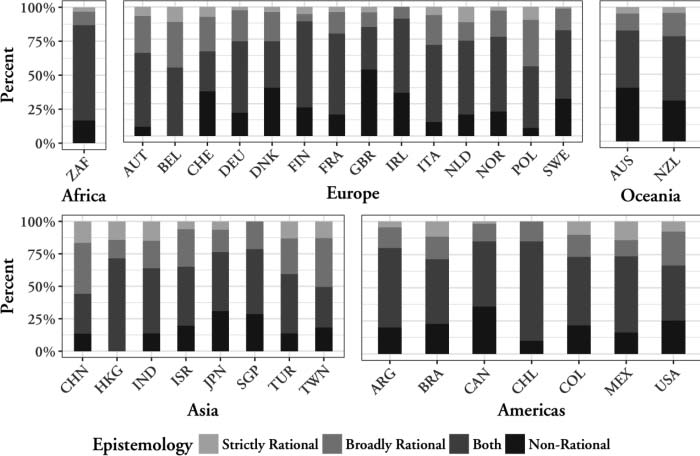 Percent
100%
75%
50%
25%
0%
ZAF
Africa
AUT BEL CHE DEU DNK FIN FRA GBR IRL ITA NLD NOR POL SWE
Europe
AUS NZL
Oceania
Percent
100%
75%
50%
25%
0%
CHN HKG IND ISR JPN SGP TUR TWN
Asia
ARG BRA CAN CHL COL MEX USA
Americas
Epistemology Strictly Rational Broadly Rational Both Non-Rational